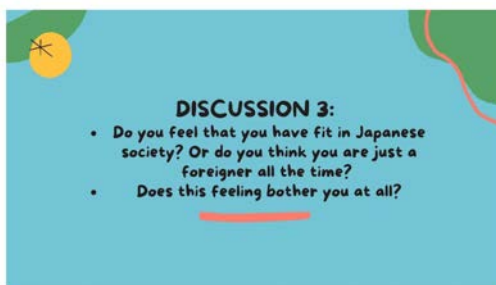 DISCUSSION 3:
• Do you feel that you have fit in Japanese
society? Or do you think you are just a
foreigner all the time?
• Does this feeling bother you at all?